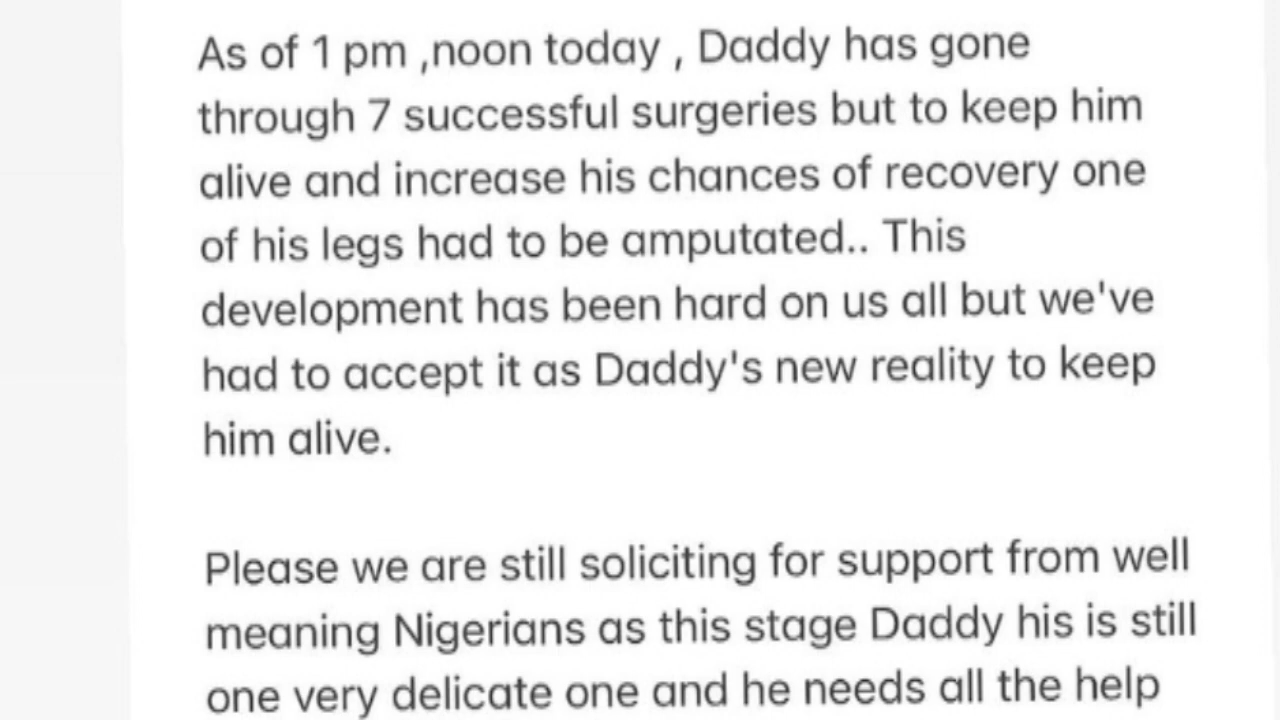 As of 1 pm ,noon today , Daddy has gone
through 7 successful surgeries but to keep him
alive and increase his chances of recovery one
of his legs had to be amputated.. This
development has been hard on us all but we've
had to accept it as Daddy's new reality to keep
him alive.
Please we are still soliciting for support from well
meaning Nigerians as this stage Daddy his is still
one very delicate one and he needs all the help